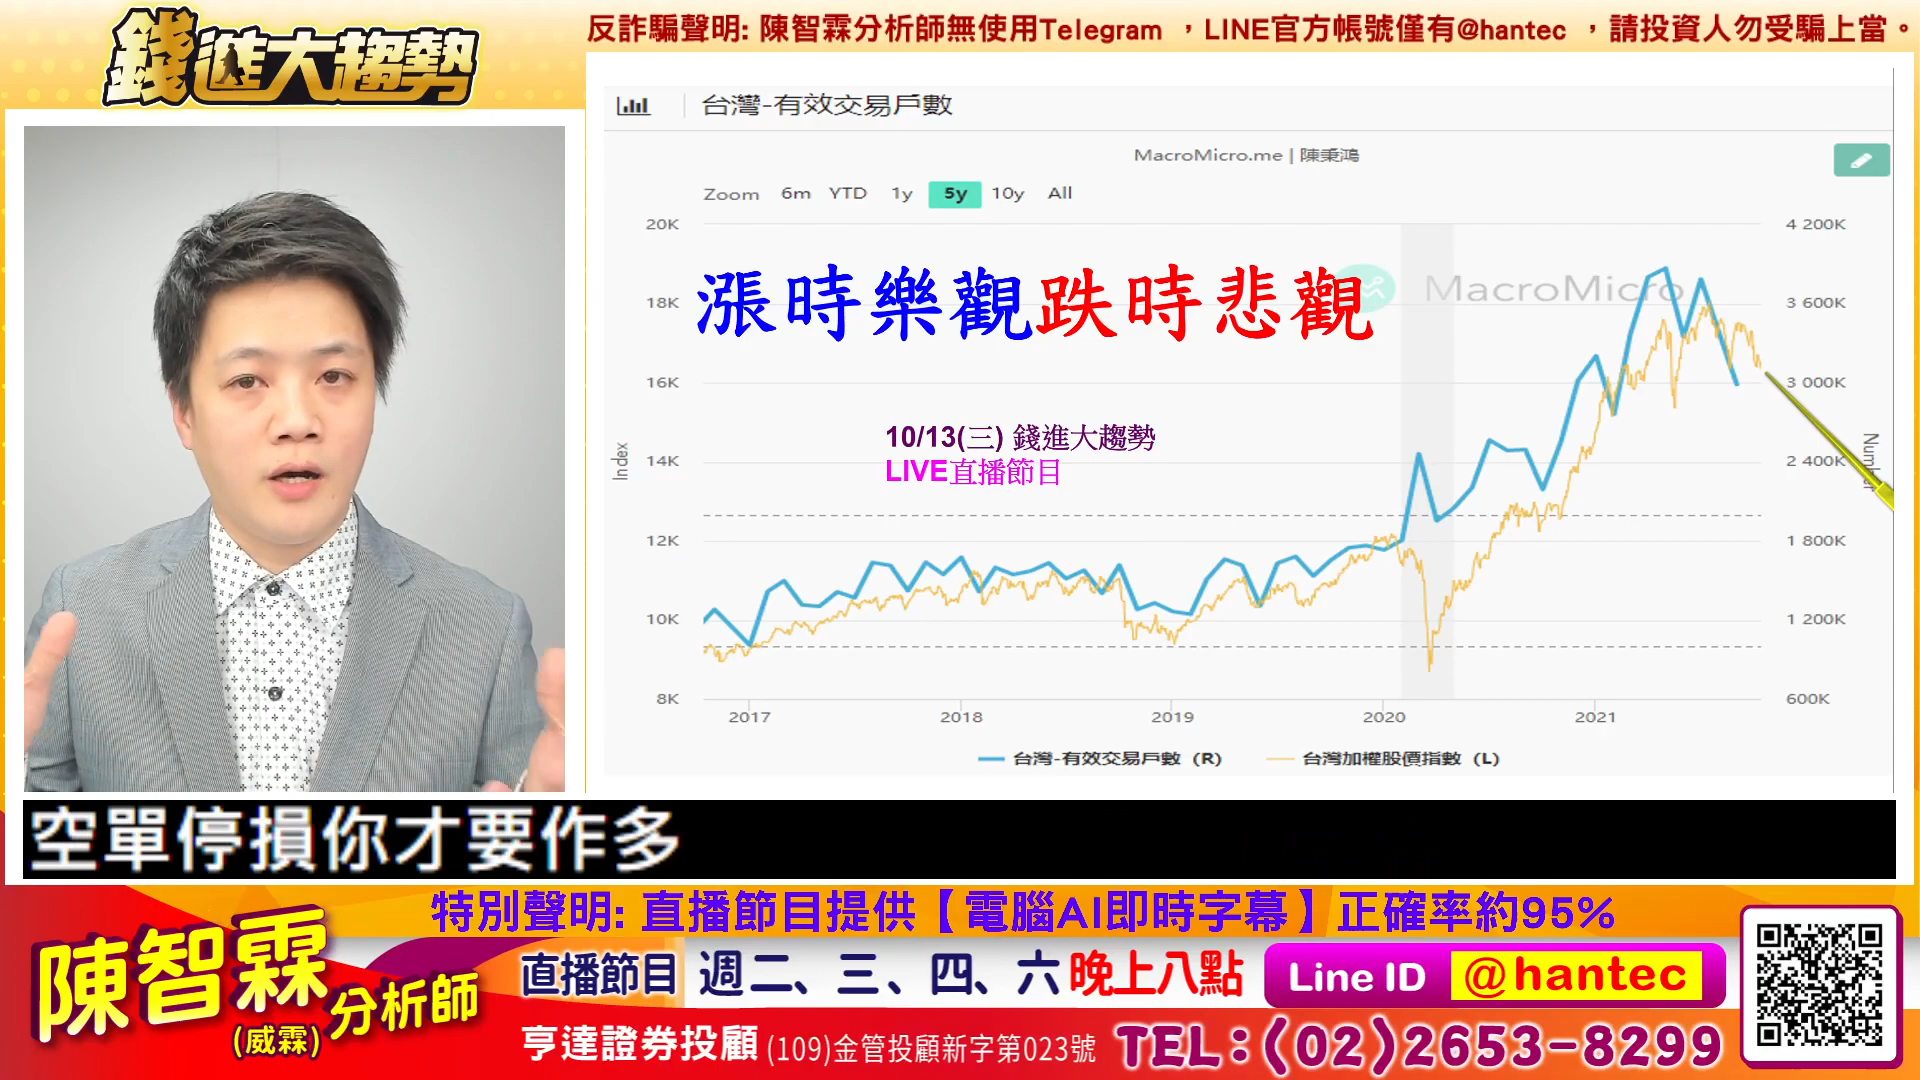 錢進大趨勢
反詐騙聲明: 陳智霖分析師無使用Telegram ，LINE官方帳號僅有@hantec ，請投資人勿受騙上當。
台灣-有效交易戶數
MacroMicro.me | 陳秉鴻
Zoom 6m YTD 1y 5y 10y All
20K 4 200K
MacroMicro
漲時樂觀跌時悲觀
18K 3 600K
16K 3 000K
10/13(三) 錢進大趨勢
LIVE直播節目
Index
Number
14K 2 400K
12K 1 800K
10K 1 200K
8K 600K
2017 2018 2019 2020 2021
台灣-有效交易戶數 (R) 台灣加權股價指數 (L)
空單停損你才要作多
特別聲明: 直播節目提供【電腦AI即時字幕】正確率約95%
陳智霖分析師
(威霖)
直播節目 週二、三、四、六晚上八點
Line ID @hantec
亨達證券投顧 (109)金管投顧新字第023號 TEL:(02)2653-8299